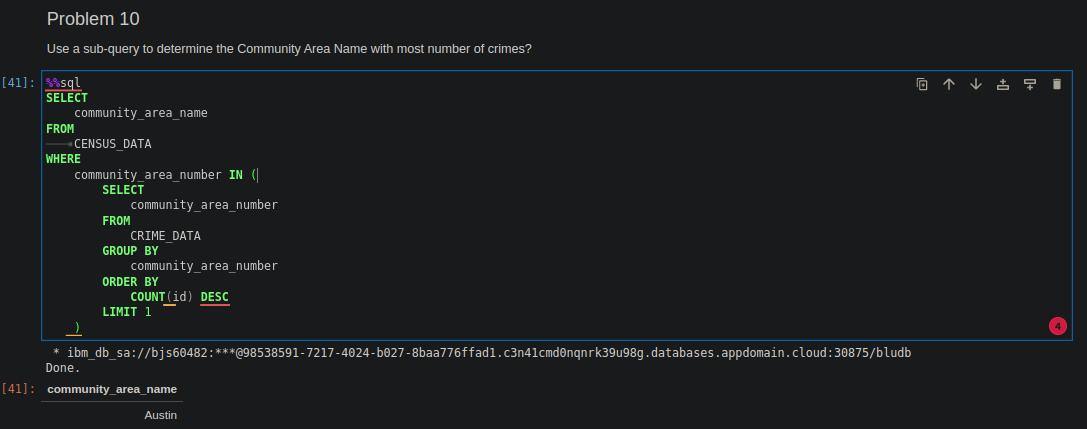 Problem 10
Use a sub-query to determine the Community Area Name with most number of crimes?
[41]: %%sql
SELECT
community_area_name
FROM
CENSUS_DATA
WHERE
community_area_number IN (
SELECT
community_area_number
FROM
CRIME_DATA
GROUP BY
community_area_number
ORDER BY
COUNT(id) DESC
LIMIT 1
)
4
* ibm_db_sa://bjs60482:***@98538591-7217-4024-b027-8baa776ffad1.c3n41cmd0nqnrk39u98g.databases.appdomain.cloud:30875/bludb
Done.
[41]: community_area_name
Austin